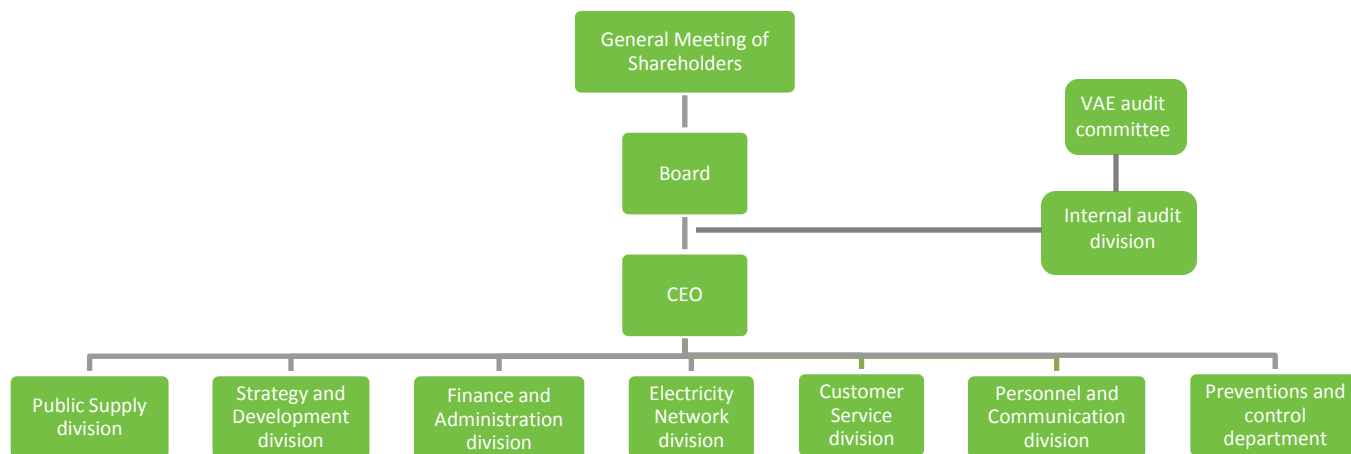 General Meeting of
Shareholders
VAE audit
committee
Board
Internal audit
division
CEO
Public Supply
division
Strategy and
Development
division
Finance and
Administration
division
Electricity
Network
division
Customer
Service
division
Personnel and
Communication
division
Preventions and
control
department